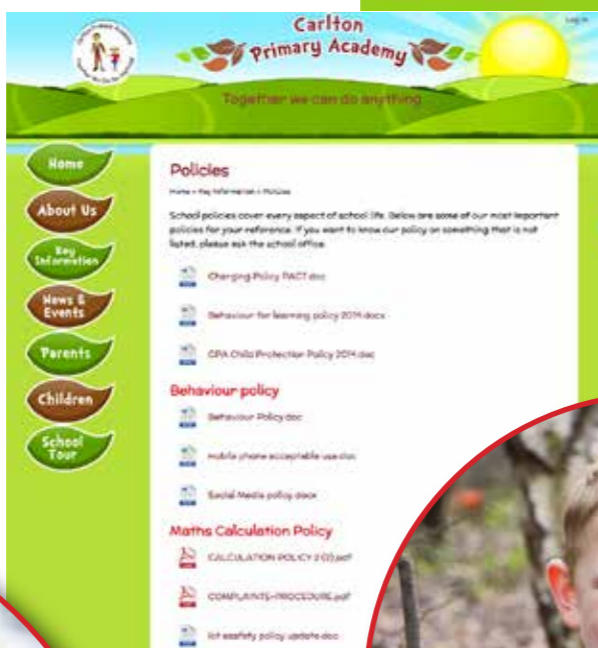 Log in
Carlton
Primary Academy
Together we can do anything
Home
About Us
Key
Information
News &
Events
Parents
Children
School
Tour
Policies
Home » Key Information » Policies
School policies cover every aspect of school life. Below are some of our most important
policies for your reference. If you want to know our policy on something that is not
listed, please ask the school office.
Charging Policy PACT.doc
Behaviour for learning policy 2014.docx
CPA Child Protection Policy 2014.doc
Behaviour policy
Behaviour Policy.doc
mobile phone acceptable use.doc
Social Media policy.docx
Maths Calculation Policy
CALCULATION POLICY 2 (1).pdf
COMPLAINTS-PROCEDURE.pdf
Ict esafety policy update.doc